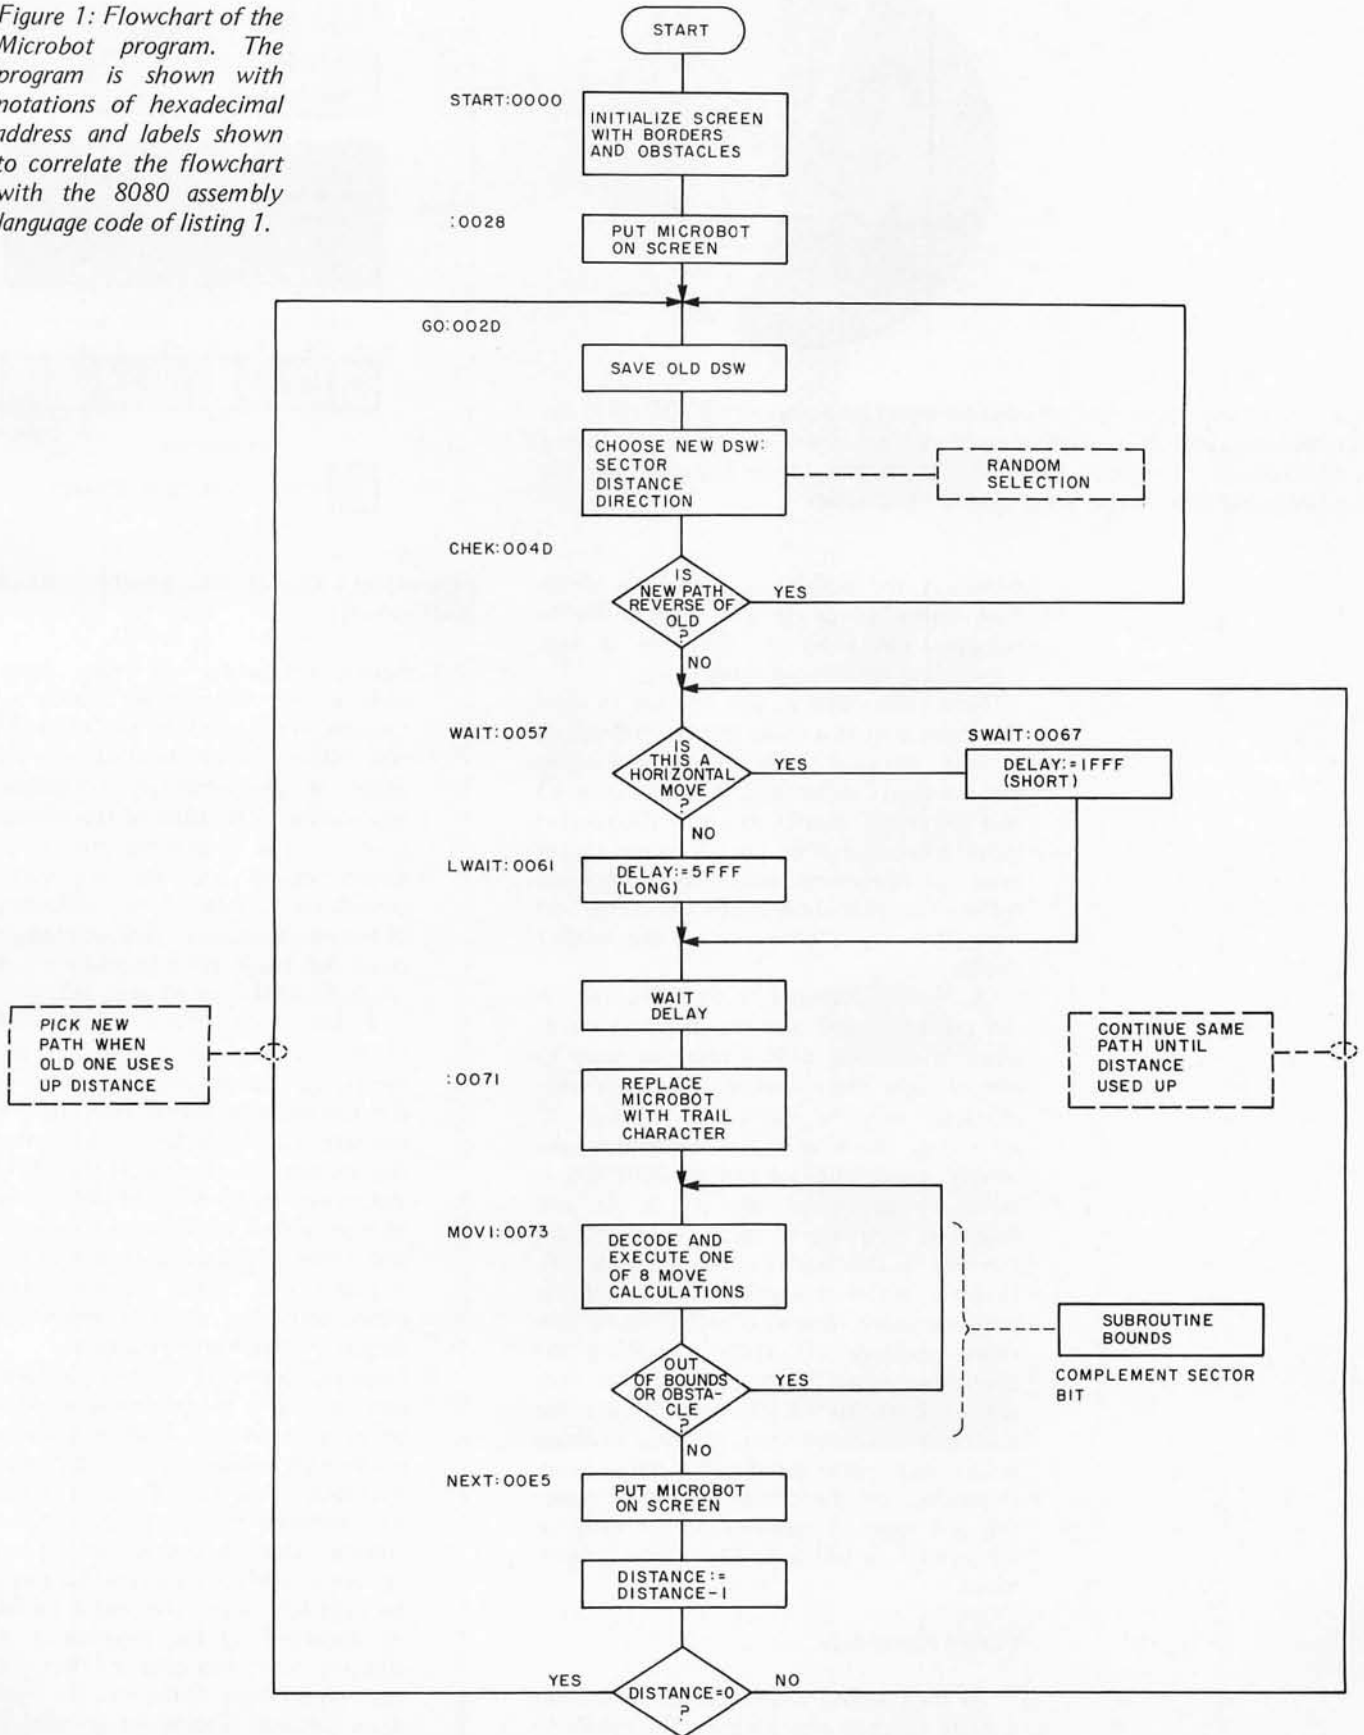 Figure 1: Flowchart of the
Microbot program. The
program is shown with
notations of hexadecimal
address and labels shown
to correlate the flowchart
with the 8080 assembly
language code of listing 1.
START
START:0000
INITIALIZE SCREEN
WITH BORDERS
AND OBSTACLES
:0028
PUT MICROBOT
ON SCREEN
GO:002D
SAVE OLD DSW
CHOOSE NEW DSW:
SECTOR
DISTANCE
DIRECTION
RANDOM
SELECTION
CHEK:004D
IS
NEW PATH
REVERSE OF
OLD
?
YES
NO
WAIT:0057
IS
THIS A
HORIZONTAL
MOVE
?
YES
SWAIT:0067
DELAY:=1FFF
(SHORT)
NO
LWAIT:0061
DELAY:=5FFF
(LONG)
WAIT
DELAY
PICK NEW
PATH WHEN
OLD ONE USES
UP DISTANCE
CONTINUE SAME
PATH UNTIL
DISTANCE
USED UP
:0071
REPLACE
MICROBOT
WITH TRAIL
CHARACTER
MOV1:0073
DECODE AND
EXECUTE ONE
OF 8 MOVE
CALCULATIONS
SUBROUTINE
BOUNDS
COMPLEMENT SECTOR
BIT
OUT
OF BOUNDS
OR OBSTA-
CLE
?
YES
NO
NEXT:00E5
PUT MICROBOT
ON SCREEN
DISTANCE:=
DISTANCE-1
YES
DISTANCE=0
?
NO